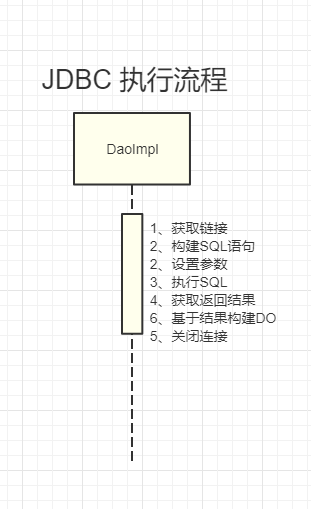 JDBC 执行流程
DaoImpl
1、获取链接
2、构建SQL语句
2、设置参数
3、执行SQL
4、获取返回结果
6、基于结果构建DO
5、关闭连接